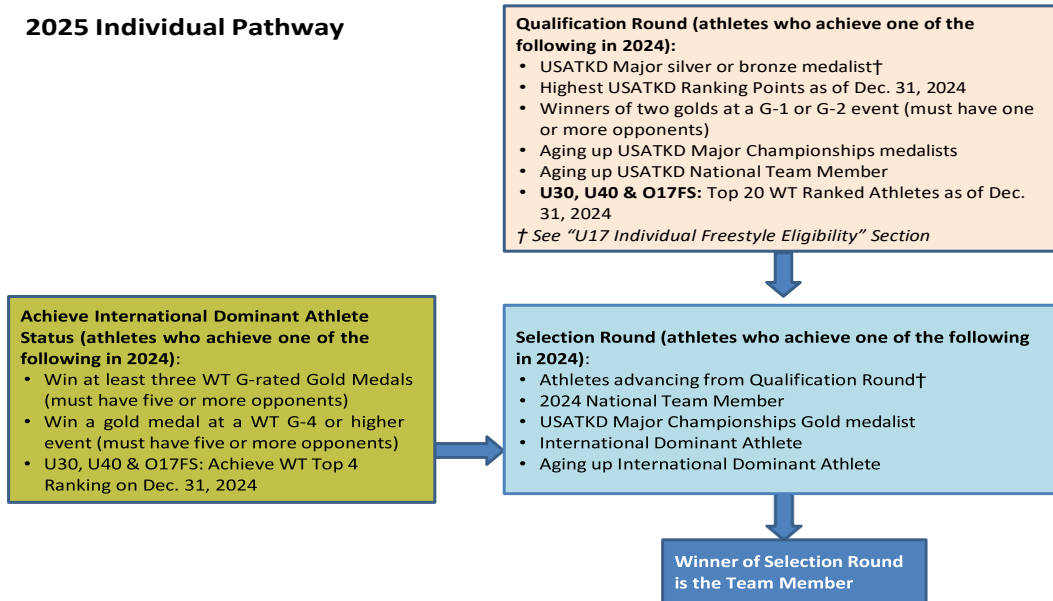 2025 Individual Pathway
Qualification Round (athletes who achieve one of the
following in 2024):
• USATKD Major silver or bronze medalist†
• Highest USATKD Ranking Points as of Dec. 31, 2024
• Winners of two golds at a G-1 or G-2 event (must have one
or more opponents)
• Aging up USATKD Major Championships medalists
• Aging up USATKD National Team Member
• U30, U40 & O17FS: Top 20 WT Ranked Athletes as of Dec.
31, 2024
† See “U17 Individual Freestyle Eligibility” Section
Achieve International Dominant Athlete
Status (athletes who achieve one of the
following in 2024):
• Win at least three WT G-rated Gold Medals
(must have five or more opponents)
• Win a gold medal at a WT G-4 or higher
event (must have five or more opponents)
• U30, U40 & O17FS: Achieve WT Top 4
Ranking on Dec. 31, 2024
Selection Round (athletes who achieve one of the following
in 2024):
• Athletes advancing from Qualification Round†
• 2024 National Team Member
• USATKD Major Championships Gold medalist
• International Dominant Athlete
• Aging up International Dominant Athlete
Winner of Selection Round
is the Team Member